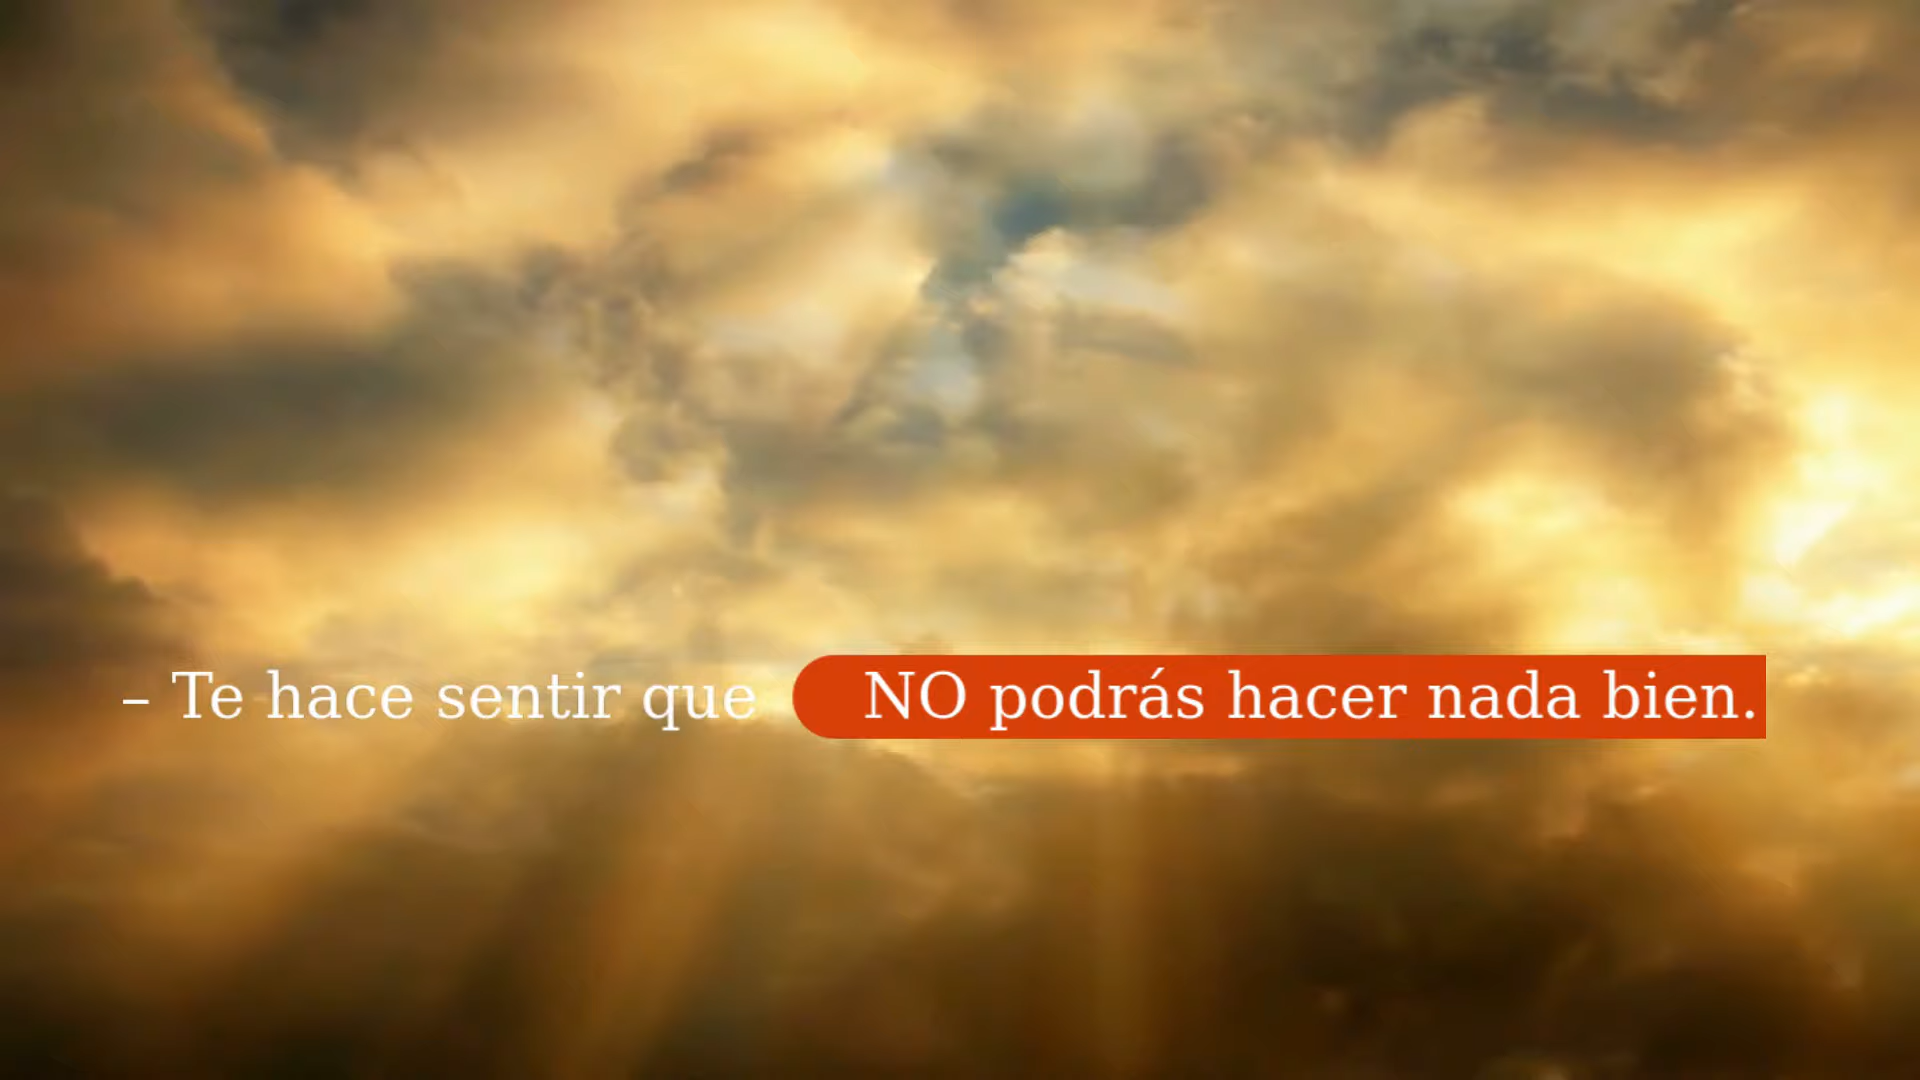 – Te hace sentir que NO podrás hacer nada bien.